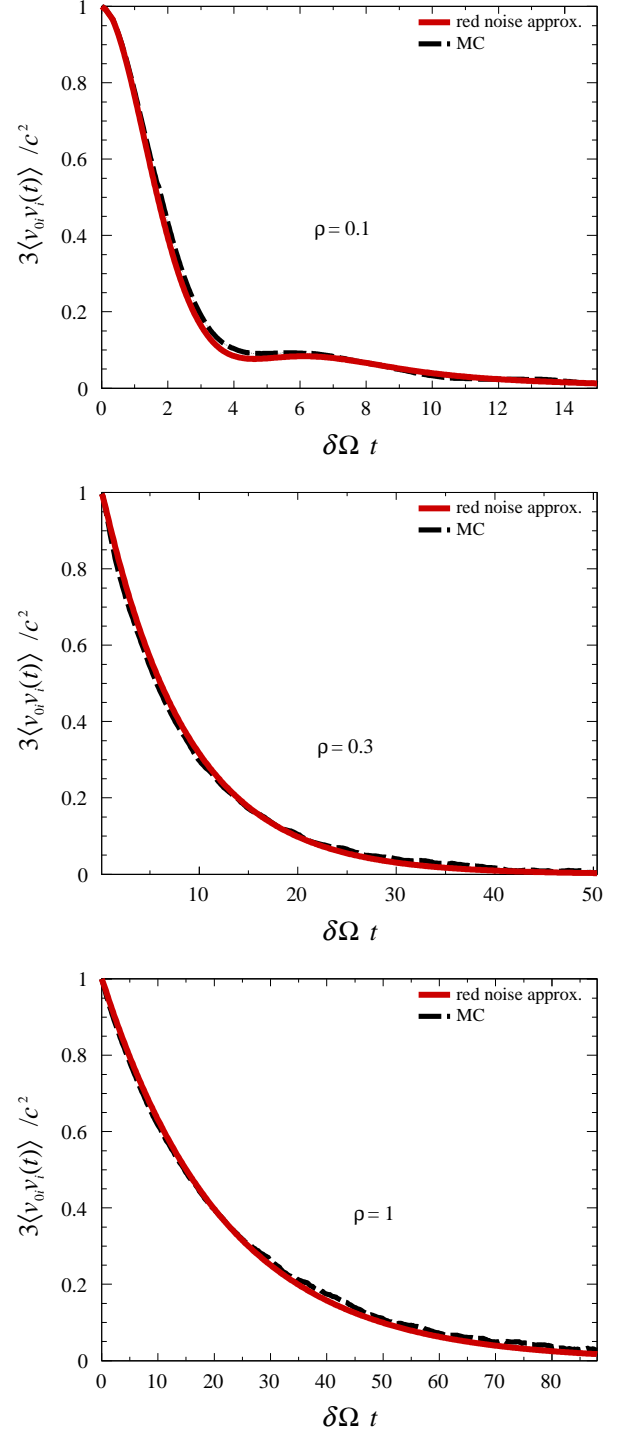 1
0.8
0.6
0.4
0.2
0
3⟨v₀ᵢvᵢ(t)⟩ /c²
red noise approx.
MC
ρ = 0.1
0 2 4 6 8 10 12 14
δΩ t
1
0.8
0.6
0.4
0.2
0
3⟨v₀ᵢvᵢ(t)⟩ /c²
red noise approx.
MC
ρ = 0.3
10 20 30 40 50
δΩ t
1
0.8
0.6
0.4
0.2
0
3⟨v₀ᵢvᵢ(t)⟩ /c²
red noise approx.
MC
ρ = 1
0 10 20 30 40 50 60 70 80
δΩ t